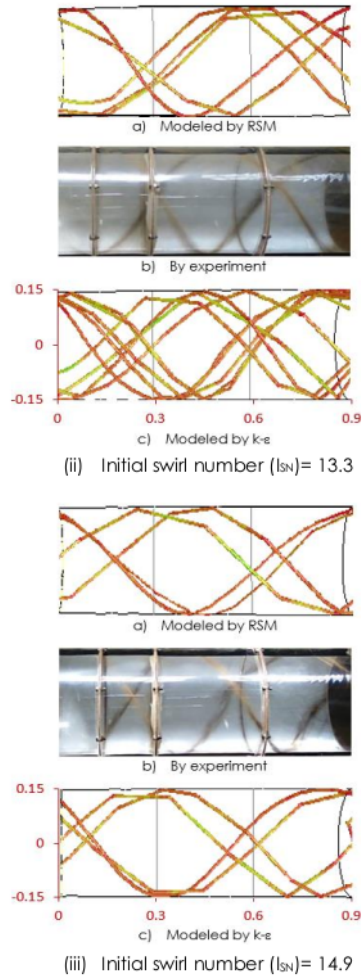 a) Modeled by RSM
b) By experiment
0.15
0
-0.15
0 0.3 0.6 0.9
c) Modeled by k-ε
(ii) Initial swirl number (ISN)= 13.3
a) Modeled by RSM
b) By experiment
0.15
0
-0.15
0 0.3 0.6 0.9
c) Modeled by k-ε
(iii) Initial swirl number (ISN)= 14.9